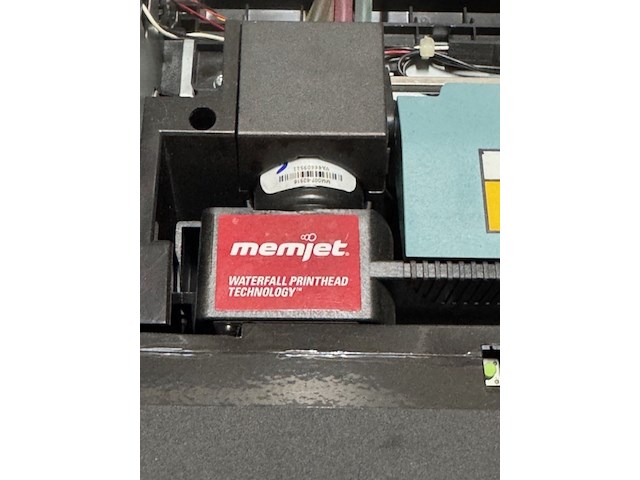 memjet.
WATERFALL PRINTHEAD
TECHNOLOGY™